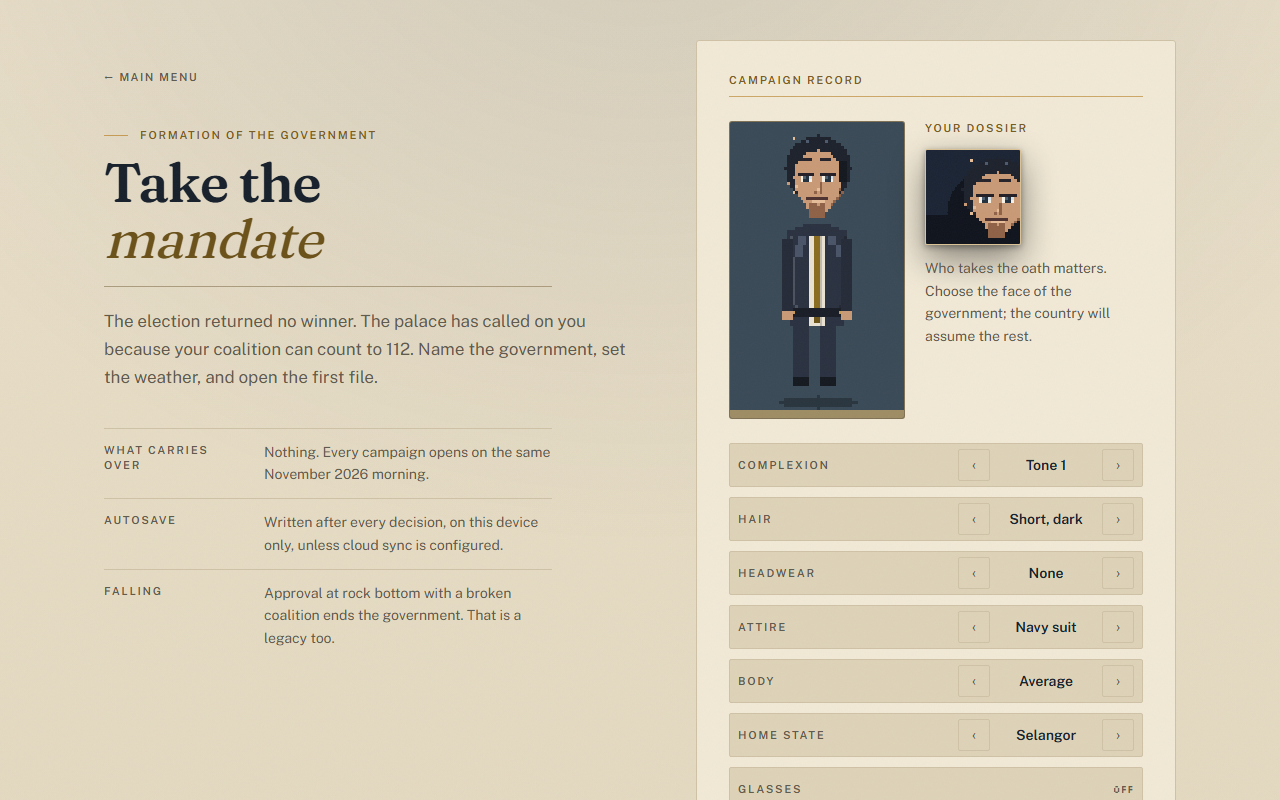 ← MAIN MENU
FORMATION OF THE GOVERNMENT
Take the
mandate
The election returned no winner. The palace has called on you
because your coalition can count to 112. Name the government, set
the weather, and open the first file.
WHAT CARRIES
OVER
Nothing. Every campaign opens on the same
November 2026 morning.
AUTOSAVE
Written after every decision, on this device
only, unless cloud sync is configured.
FALLING
Approval at rock bottom with a broken
coalition ends the government. That is a
legacy too.
CAMPAIGN RECORD
YOUR DOSSIER
Who takes the oath matters.
Choose the face of the
government; the country will
assume the rest.
COMPLEXION ‹ Tone 1 ›
HAIR ‹ Short, dark ›
HEADWEAR ‹ None ›
ATTIRE ‹ Navy suit ›
BODY ‹ Average ›
HOME STATE ‹ Selangor ›
GLASSES OFF